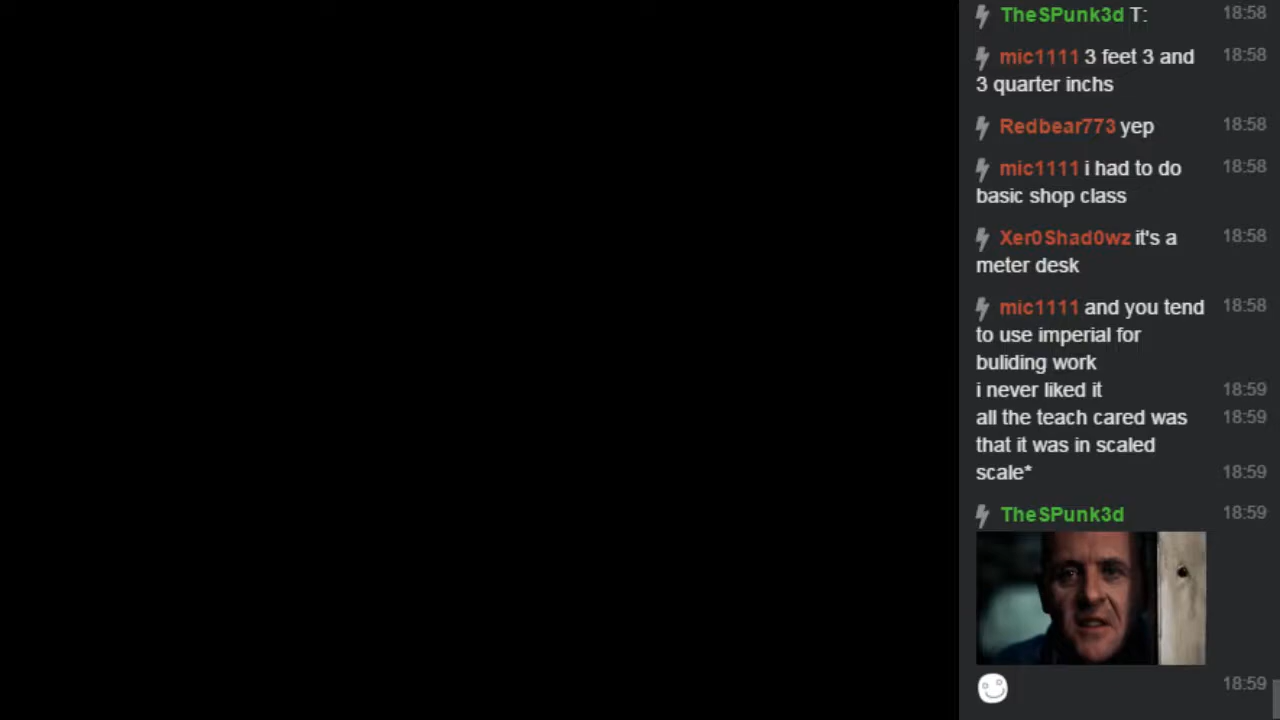 TheSPunk3d T: 18:58
mic1111 3 feet 3 and 18:58
3 quarter inchs
Redbear773 yep 18:58
mic1111 i had to do 18:58
basic shop class
Xer0Shad0wz it's a 18:58
meter desk
mic1111 and you tend 18:58
to use imperial for
buliding work
i never liked it 18:59
all the teach cared was 18:59
that it was in scaled
scale* 18:59
TheSPunk3d 18:59
18:59